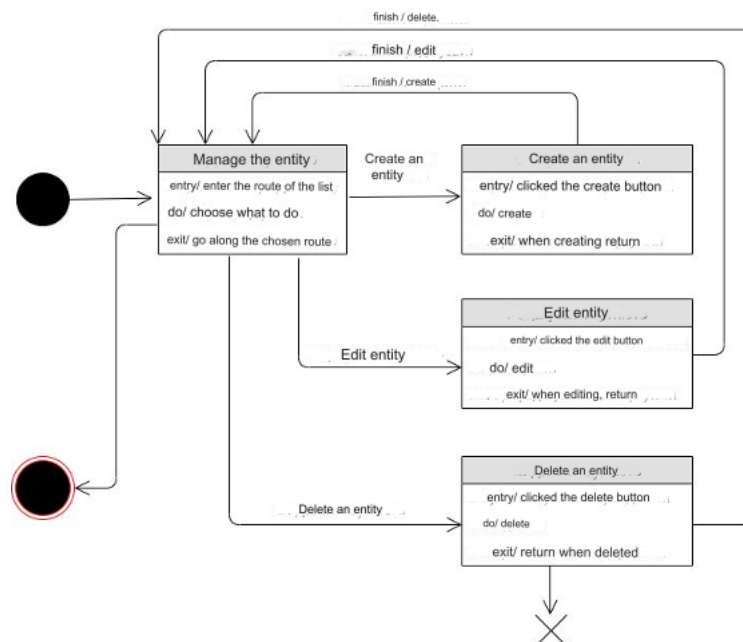 finish / delete.
finish / edit
finish / create
Manage the entity
entry/ enter the route of the list
do/ choose what to do
exit/ go along the chosen route
Create an
entity
Create an entity
entry/ clicked the create button
do/ create
exit/ when creating return
Edit entity
Edit entity
entry/ clicked the edit button
do/ edit
exit/ when editing, return
Delete an entity
Delete an entity
entry/ clicked the delete button
do/ delete
exit/ return when deleted